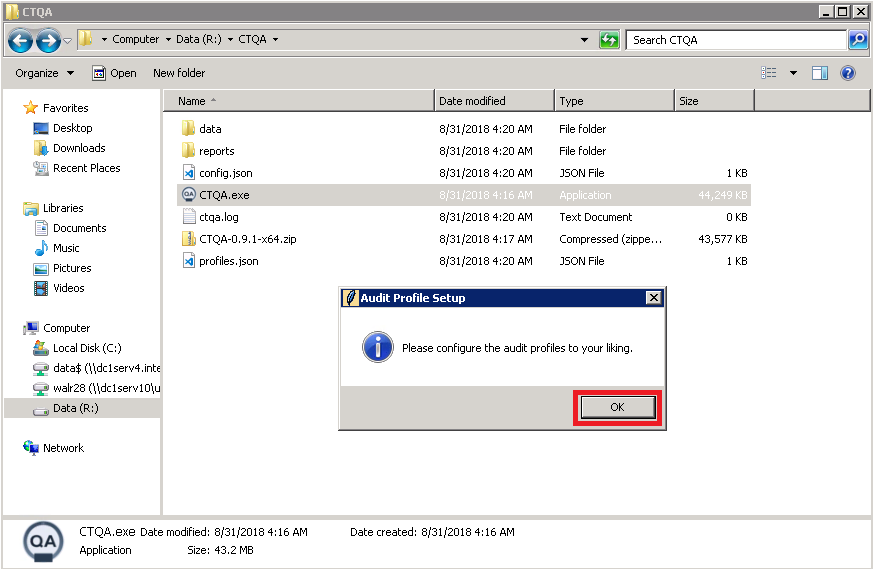 CTQA
Computer Data (R:) CTQA
Search CTQA
Organize Open New folder
Name Date modified Type Size
Favorites
Desktop
Downloads
Recent Places
Libraries
Documents
Music
Pictures
Videos
Computer
Local Disk (C:)
data$ (\\dc1serv4.inte
walr28 (\\dc1serv10\u
Data (R:)
Network
data 8/31/2018 4:20 AM File folder
reports 8/31/2018 4:20 AM File folder
config.json 8/31/2018 4:20 AM JSON File 1 KB
QA CTQA.exe 8/31/2018 4:16 AM Application 44,249 KB
ctqa.log 8/31/2018 4:20 AM Text Document 0 KB
CTQA-0.9.1-x64.zip 8/31/2018 4:17 AM Compressed (zippe... 43,577 KB
profiles.json 8/31/2018 4:20 AM JSON File 1 KB
Audit Profile Setup
Please configure the audit profiles to your liking.
OK
QA
CTQA.exe Date modified: 8/31/2018 4:16 AM Date created: 8/31/2018 4:16 AM
Application Size: 43.2 MB